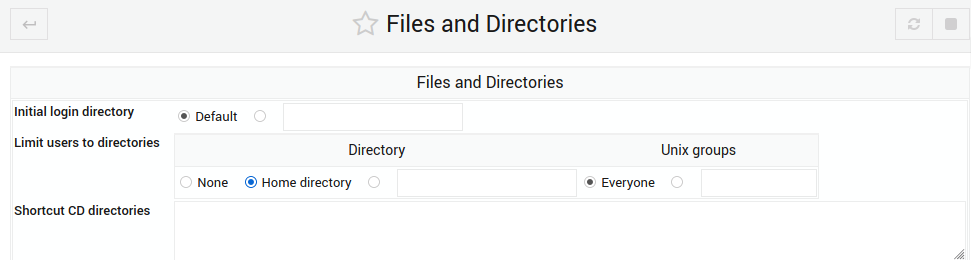 Files and Directories
Files and Directories
Initial login directory Default
Limit users to directories
Directory Unix groups
None Home directory Everyone
Shortcut CD directories